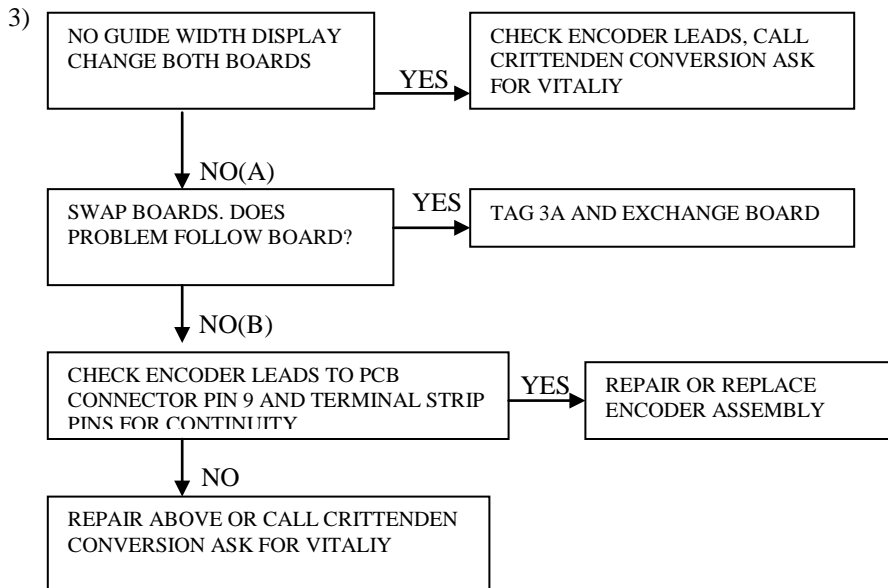 3)
NO GUIDE WIDTH DISPLAY
CHANGE BOTH BOARDS
YES
CHECK ENCODER LEADS, CALL
CRITTENDEN CONVERSION ASK
FOR VITALIY
NO(A)
SWAP BOARDS. DOES
PROBLEM FOLLOW BOARD?
YES
TAG 3A AND EXCHANGE BOARD
NO(B)
CHECK ENCODER LEADS TO PCB
CONNECTOR PIN 9 AND TERMINAL STRIP
PINS FOR CONTINUITY
YES
REPAIR OR REPLACE
ENCODER ASSEMBLY
NO
REPAIR ABOVE OR CALL CRITTENDEN
CONVERSION ASK FOR VITALIY